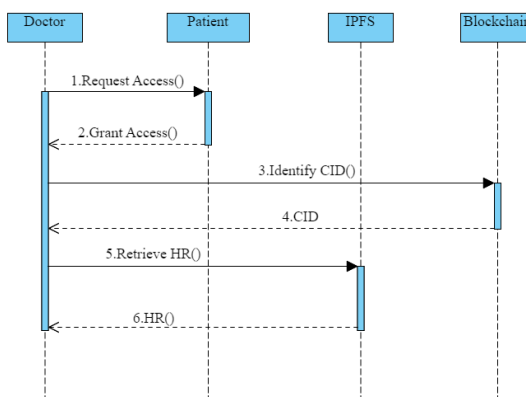 Doctor
Patient
IPFS
Blockchain
1.Request Access()
2.Grant Access()
3.Identify CID()
4.CID
5.Retrieve HR()
6.HR()